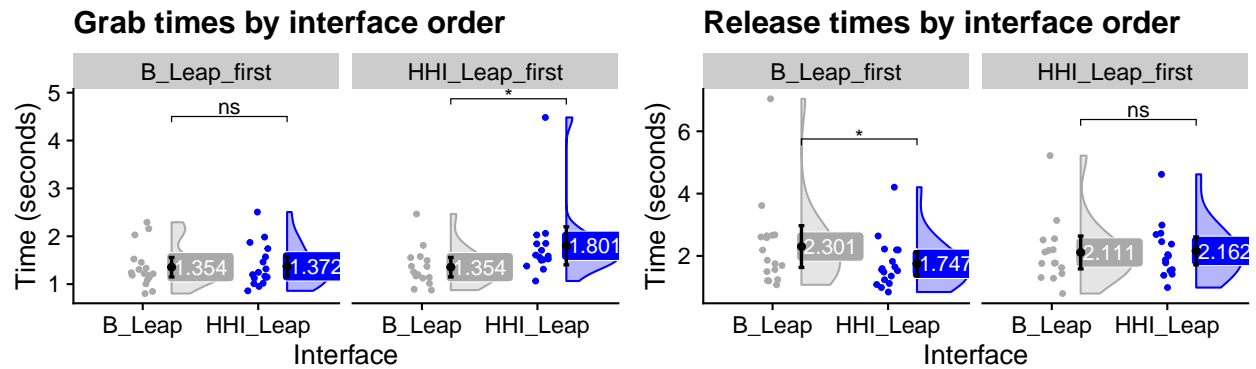 Grab times by interface order
B_Leap_first
HHI_Leap_first
Time (seconds)
5
4
3
2
1
ns
*
1.354
1.372
1.354
1.801
B_Leap
HHI_Leap
B_Leap
HHI_Leap
Interface
Release times by interface order
B_Leap_first
HHI_Leap_first
Time (seconds)
6
4
2
*
ns
2.301
1.747
2.111
2.162
B_Leap
HHI_Leap
B_Leap
HHI_Leap
Interface